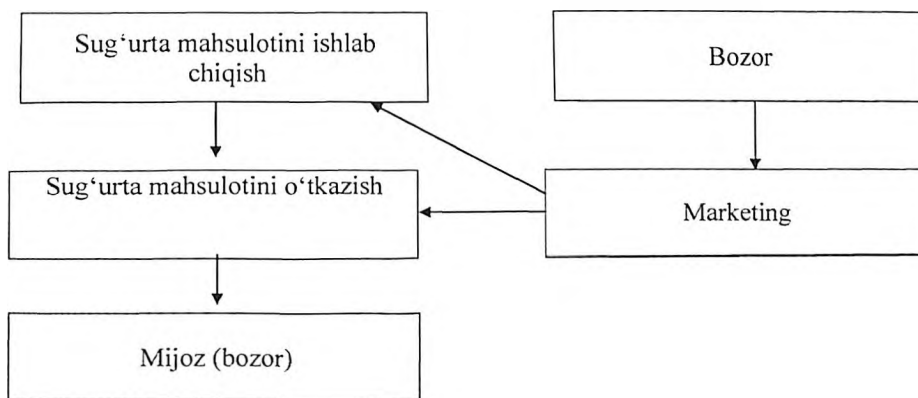 Sug‘urta mahsulotini ishlab
chiqish
Bozor
Sug‘urta mahsulotini o‘tkazish
Marketing
Mijoz (bozor)